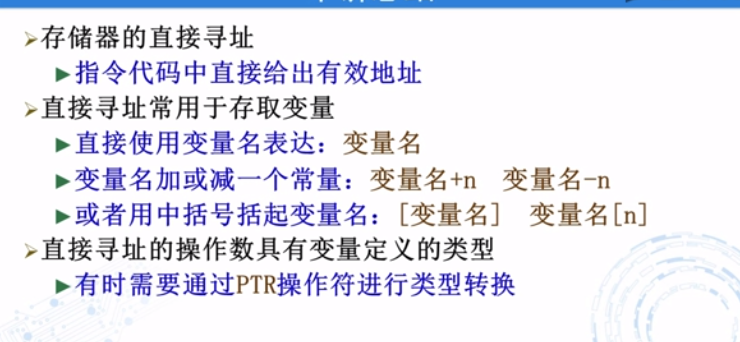 ➢存储器的直接寻址
►指令代码中直接给出有效地址
➢直接寻址常用于存取变量
►直接使用变量名表达：变量名
►变量名加或减一个常量：变量名+n 变量名-n
►或者用中括号括起变量名：[变量名] 变量名[n]
➢直接寻址的操作数具有变量定义的类型
►有时需要通过PTR操作符进行类型转换